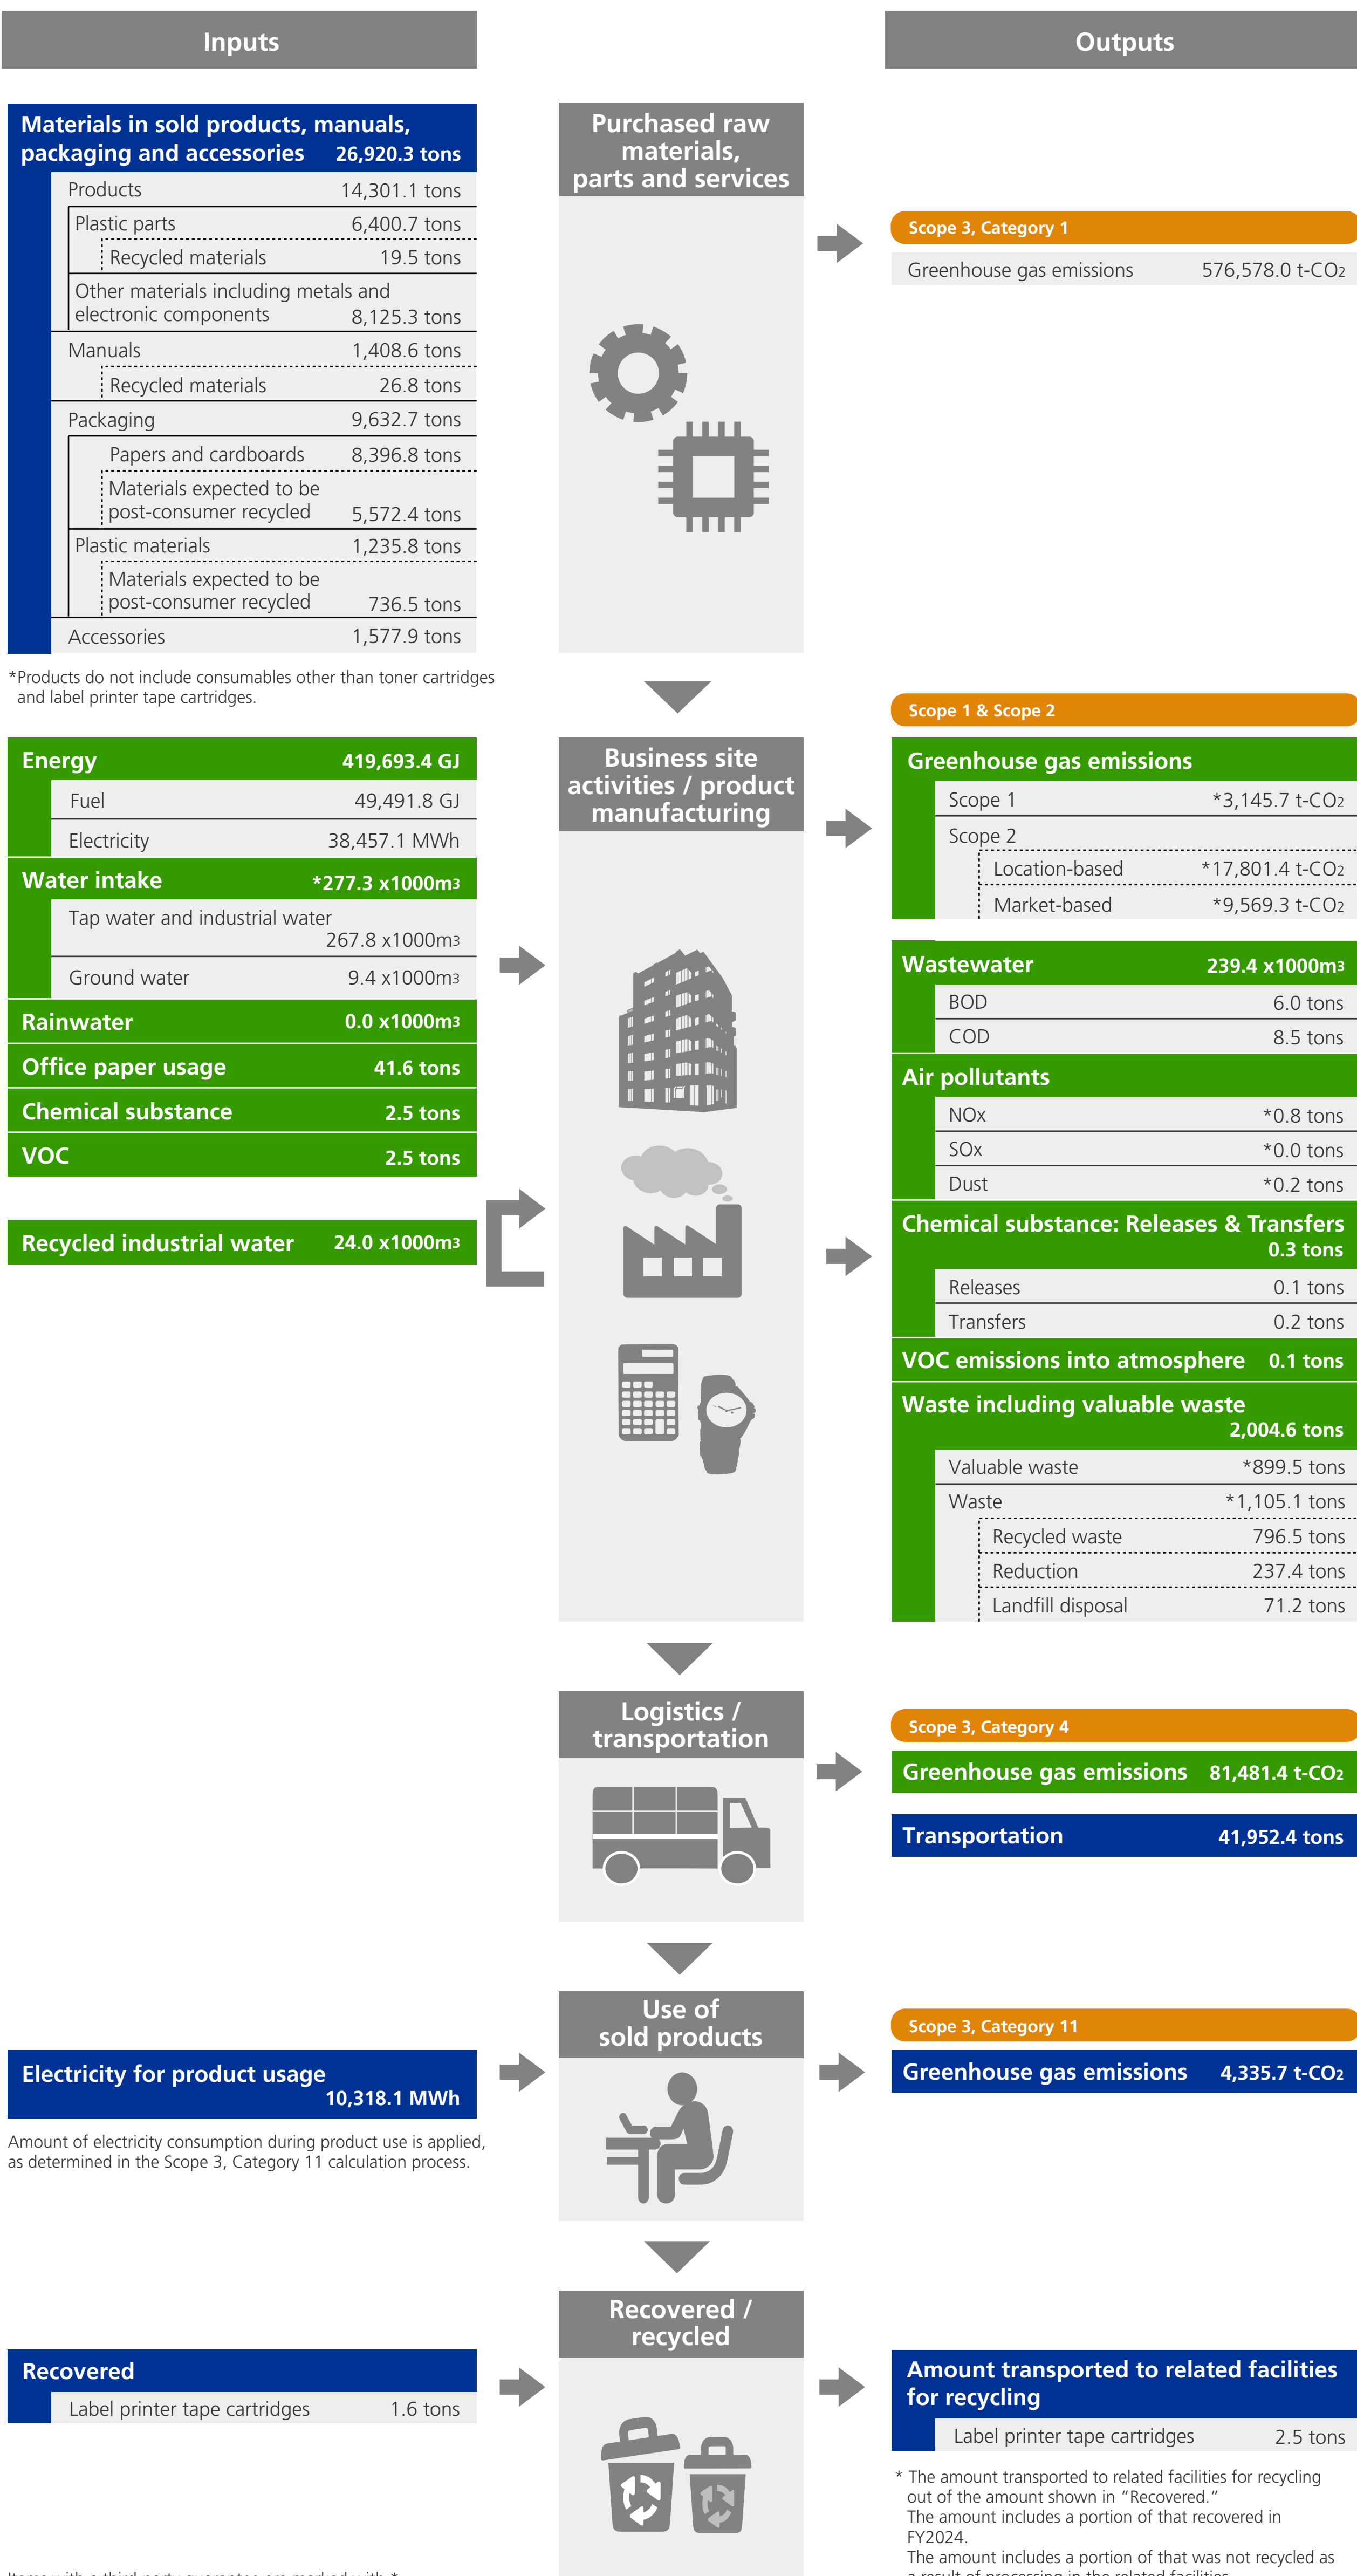 Inputs
Outputs
Materials in sold products, manuals,
packaging and accessories 26,920.3 tons
Products 14,301.1 tons
Plastic parts 6,400.7 tons
Recycled materials 19.5 tons
Other materials including metals and
electronic components 8,125.3 tons
Manuals 1,408.6 tons
Recycled materials 26.8 tons
Packaging 9,632.7 tons
Papers and cardboards 8,396.8 tons
Materials expected to be
post-consumer recycled 5,572.4 tons
Plastic materials 1,235.8 tons
Materials expected to be
post-consumer recycled 736.5 tons
Accessories 1,577.9 tons
*Products do not include consumables other than toner cartridges
and label printer tape cartridges.
Purchased raw
materials,
parts and services
Scope 3, Category 1
Greenhouse gas emissions 576,578.0 t-CO2
Energy 419,693.4 GJ
Fuel 49,491.8 GJ
Electricity 38,457.1 MWh
Water intake *277.3 x1000m3
Tap water and industrial water
267.8 x1000m3
Ground water 9.4 x1000m3
Rainwater 0.0 x1000m3
Office paper usage 41.6 tons
Chemical substance 2.5 tons
VOC 2.5 tons
Recycled industrial water 24.0 x1000m3
Business site
activities / product
manufacturing
Scope 1 & Scope 2
Greenhouse gas emissions
Scope 1 *3,145.7 t-CO2
Scope 2
Location-based *17,801.4 t-CO2
Market-based *9,569.3 t-CO2
Wastewater 239.4 x1000m3
BOD 6.0 tons
COD 8.5 tons
Air pollutants
NOx *0.8 tons
SOx *0.0 tons
Dust *0.2 tons
Chemical substance: Releases & Transfers
0.3 tons
Releases 0.1 tons
Transfers 0.2 tons
VOC emissions into atmosphere 0.1 tons
Waste including valuable waste
2,004.6 tons
Valuable waste *899.5 tons
Waste *1,105.1 tons
Recycled waste 796.5 tons
Reduction 237.4 tons
Landfill disposal 71.2 tons
Logistics /
transportation
Scope 3, Category 4
Greenhouse gas emissions 81,481.4 t-CO2
Transportation 41,952.4 tons
Electricity for product usage
10,318.1 MWh
Amount of electricity consumption during product use is applied,
as determined in the Scope 3, Category 11 calculation process.
Use of
sold products
Scope 3, Category 11
Greenhouse gas emissions 4,335.7 t-CO2
Recovered
Label printer tape cartridges 1.6 tons
Recovered /
recycled
Amount transported to related facilities
for recycling
Label printer tape cartridges 2.5 tons
* The amount transported to related facilities for recycling
out of the amount shown in “Recovered.”
The amount includes a portion of that recovered in
FY2024.
The amount includes a portion of that was not recycled as